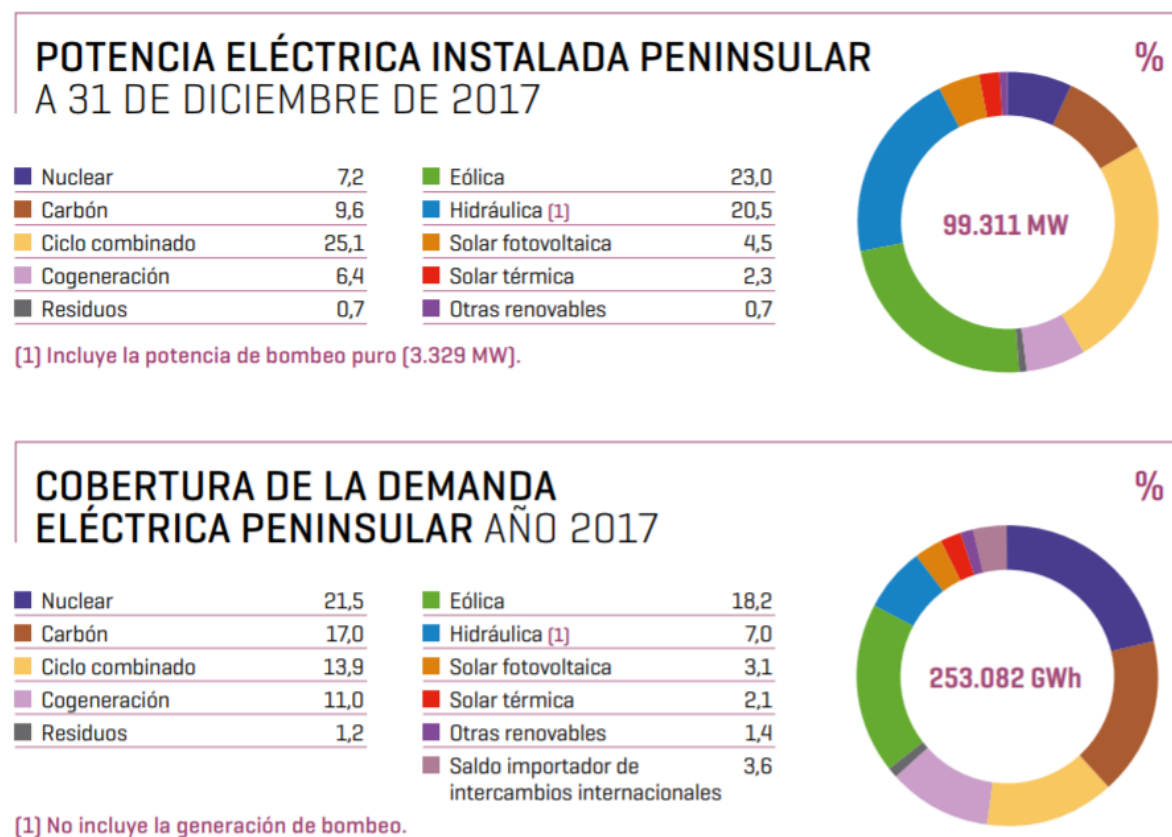 POTENCIA ELÉCTRICA INSTALADA PENINSULAR
A 31 DE DICIEMBRE DE 2017
%
Nuclear 7,2
Carbón 9,6
Ciclo combinado 25,1
Cogeneración 6,4
Residuos 0,7
Eólica 23,0
Hidráulica (1) 20,5
Solar fotovoltaica 4,5
Solar térmica 2,3
Otras renovables 0,7
99.311 MW
(1) Incluye la potencia de bombeo puro (3.329 MW).
COBERTURA DE LA DEMANDA
ELÉCTRICA PENINSULAR AÑO 2017
%
Nuclear 21,5
Carbón 17,0
Ciclo combinado 13,9
Cogeneración 11,0
Residuos 1,2
Eólica 18,2
Hidráulica (1) 7,0
Solar fotovoltaica 3,1
Solar térmica 2,1
Otras renovables 1,4
Saldo importador de 3,6
intercambios internacionales
253.082 GWh
(1) No incluye la generación de bombeo.